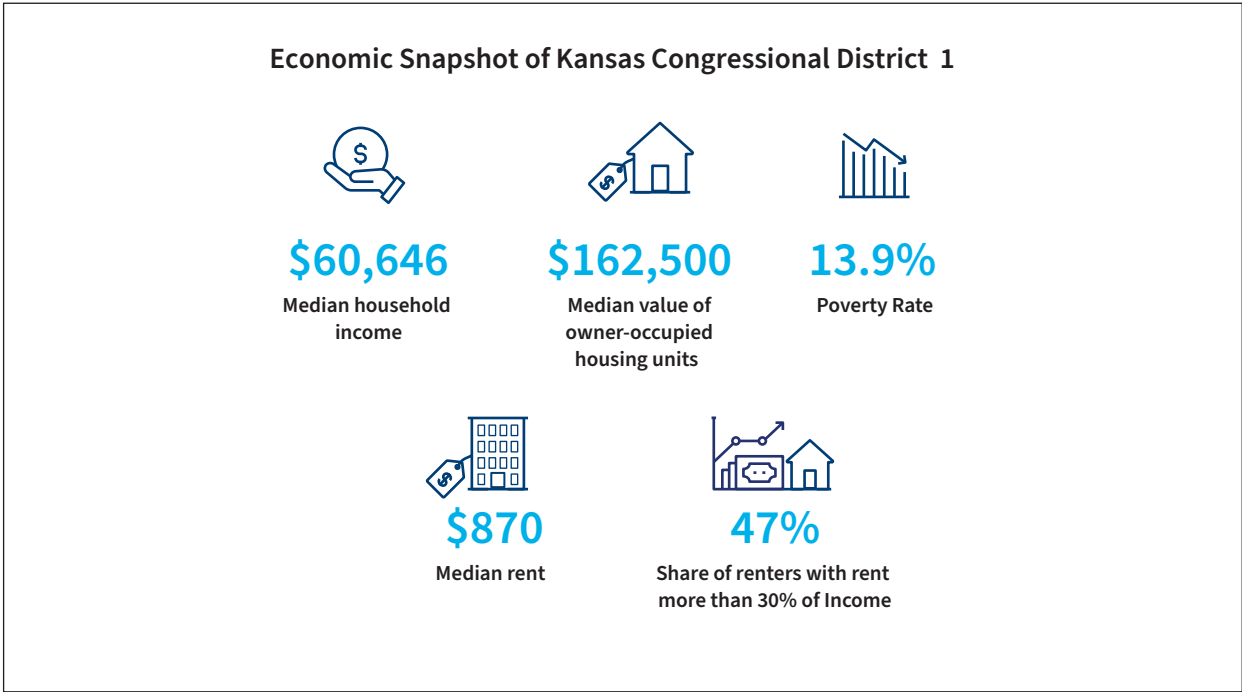 Economic Snapshot of Kansas Congressional District 1
$
$
$60,646
Median household
income
$162,500
Median value of
owner-occupied
housing units
13.9%
Poverty Rate
$
$870
Median rent
47%
Share of renters with rent
more than 30% of Income